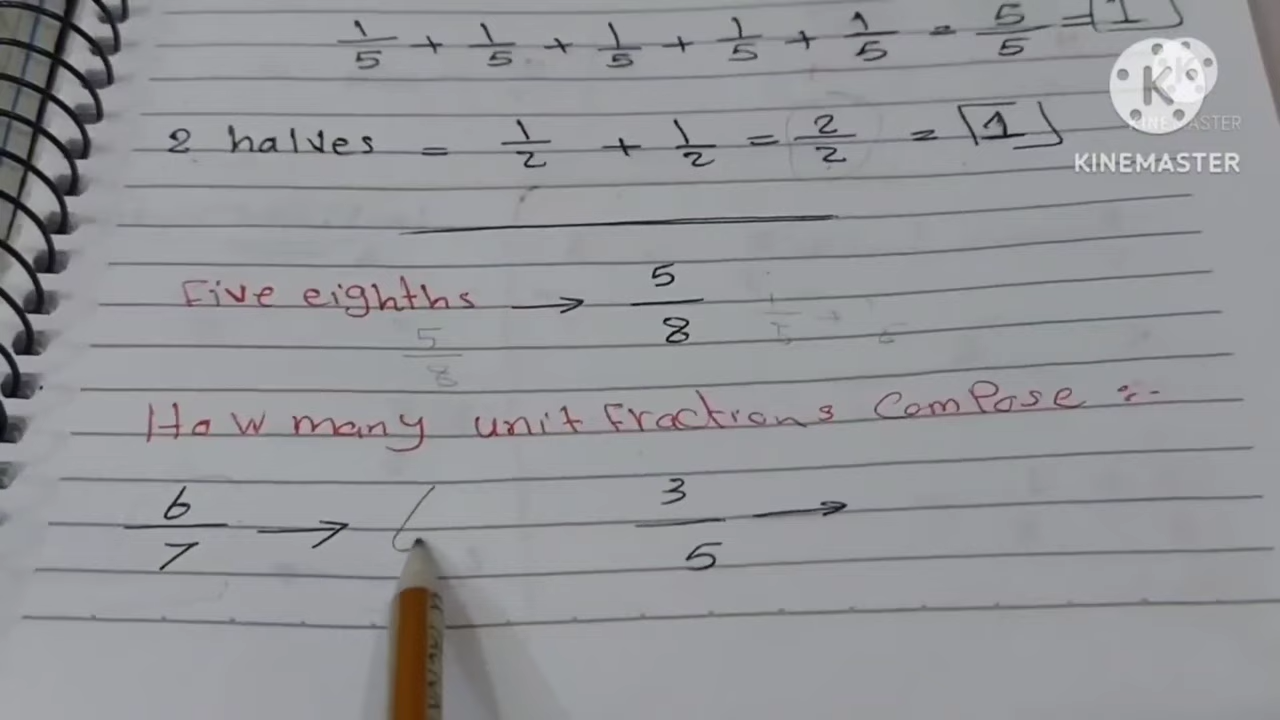 1/5 + 1/5 + 1/5 + 1/5 + 1/5 = 5/5 = 1
2 halves = 1/2 + 1/2 = 2/2 = 1
KINEMASTER
Five eighths → 5/8
5/8
How many unit fractions compose :-
6/7 → 6
3/5 →